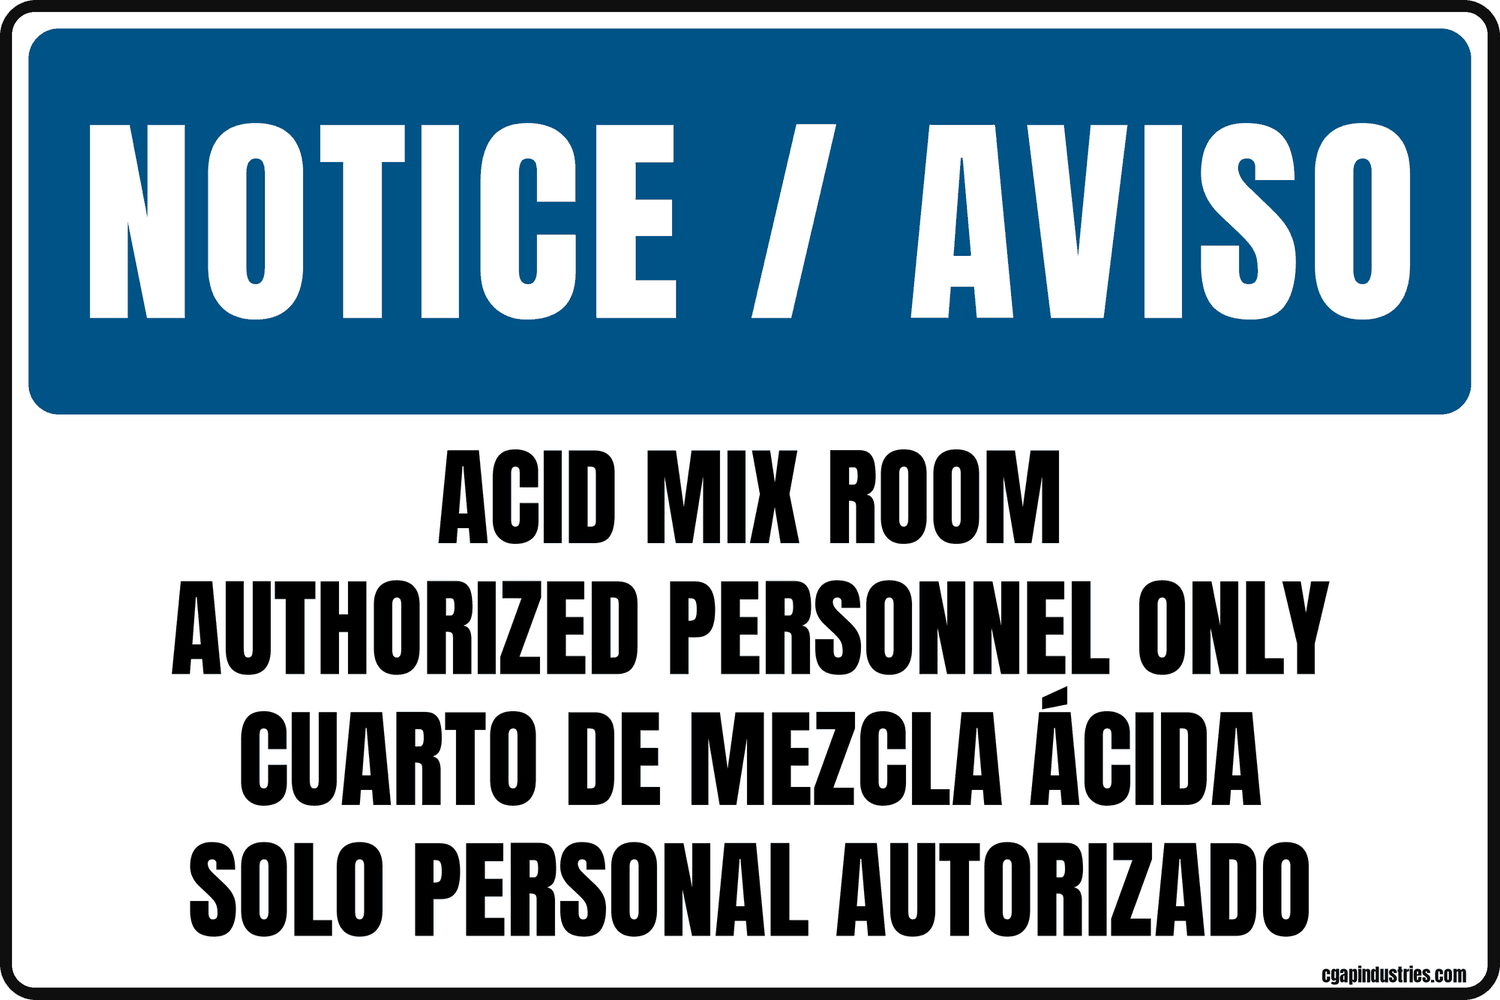 NOTICE / AVISO
ACID MIX ROOM
AUTHORIZED PERSONNEL ONLY
CUARTO DE MEZCLA ÁCIDA
SOLO PERSONAL AUTORIZADO
cgapindustries.com